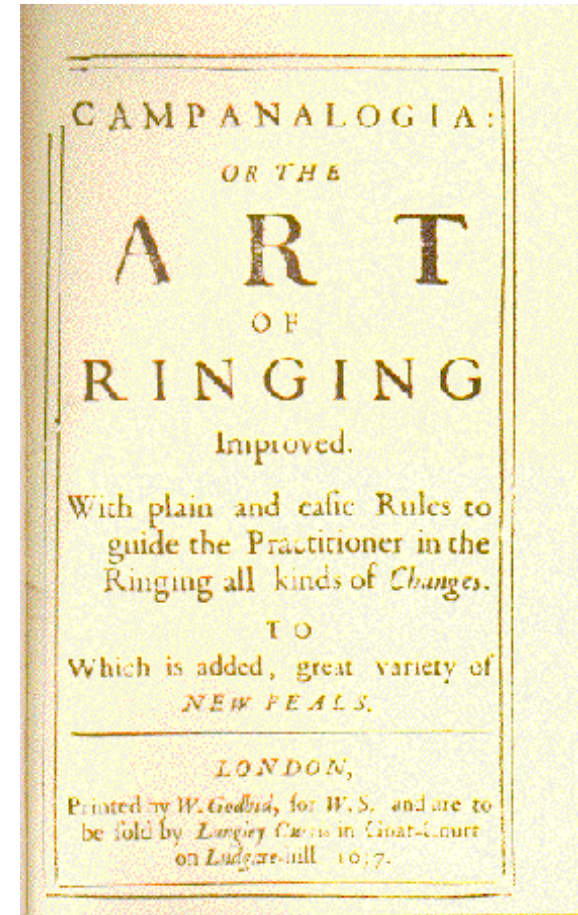 CAMPANALOGIA:
OR THE
ART
OF
RINGING
Improved.
With plain and eaſie Rules to
guide the Practitioner in the
Ringing all kinds of Changes.
TO
Which is added, great variety of
NEW PEALS.
LONDON,
Printed by W. Godbid, for W. S. and are to
be ſold by Langley Curtis in Goat-Court
on Ludgate-hill